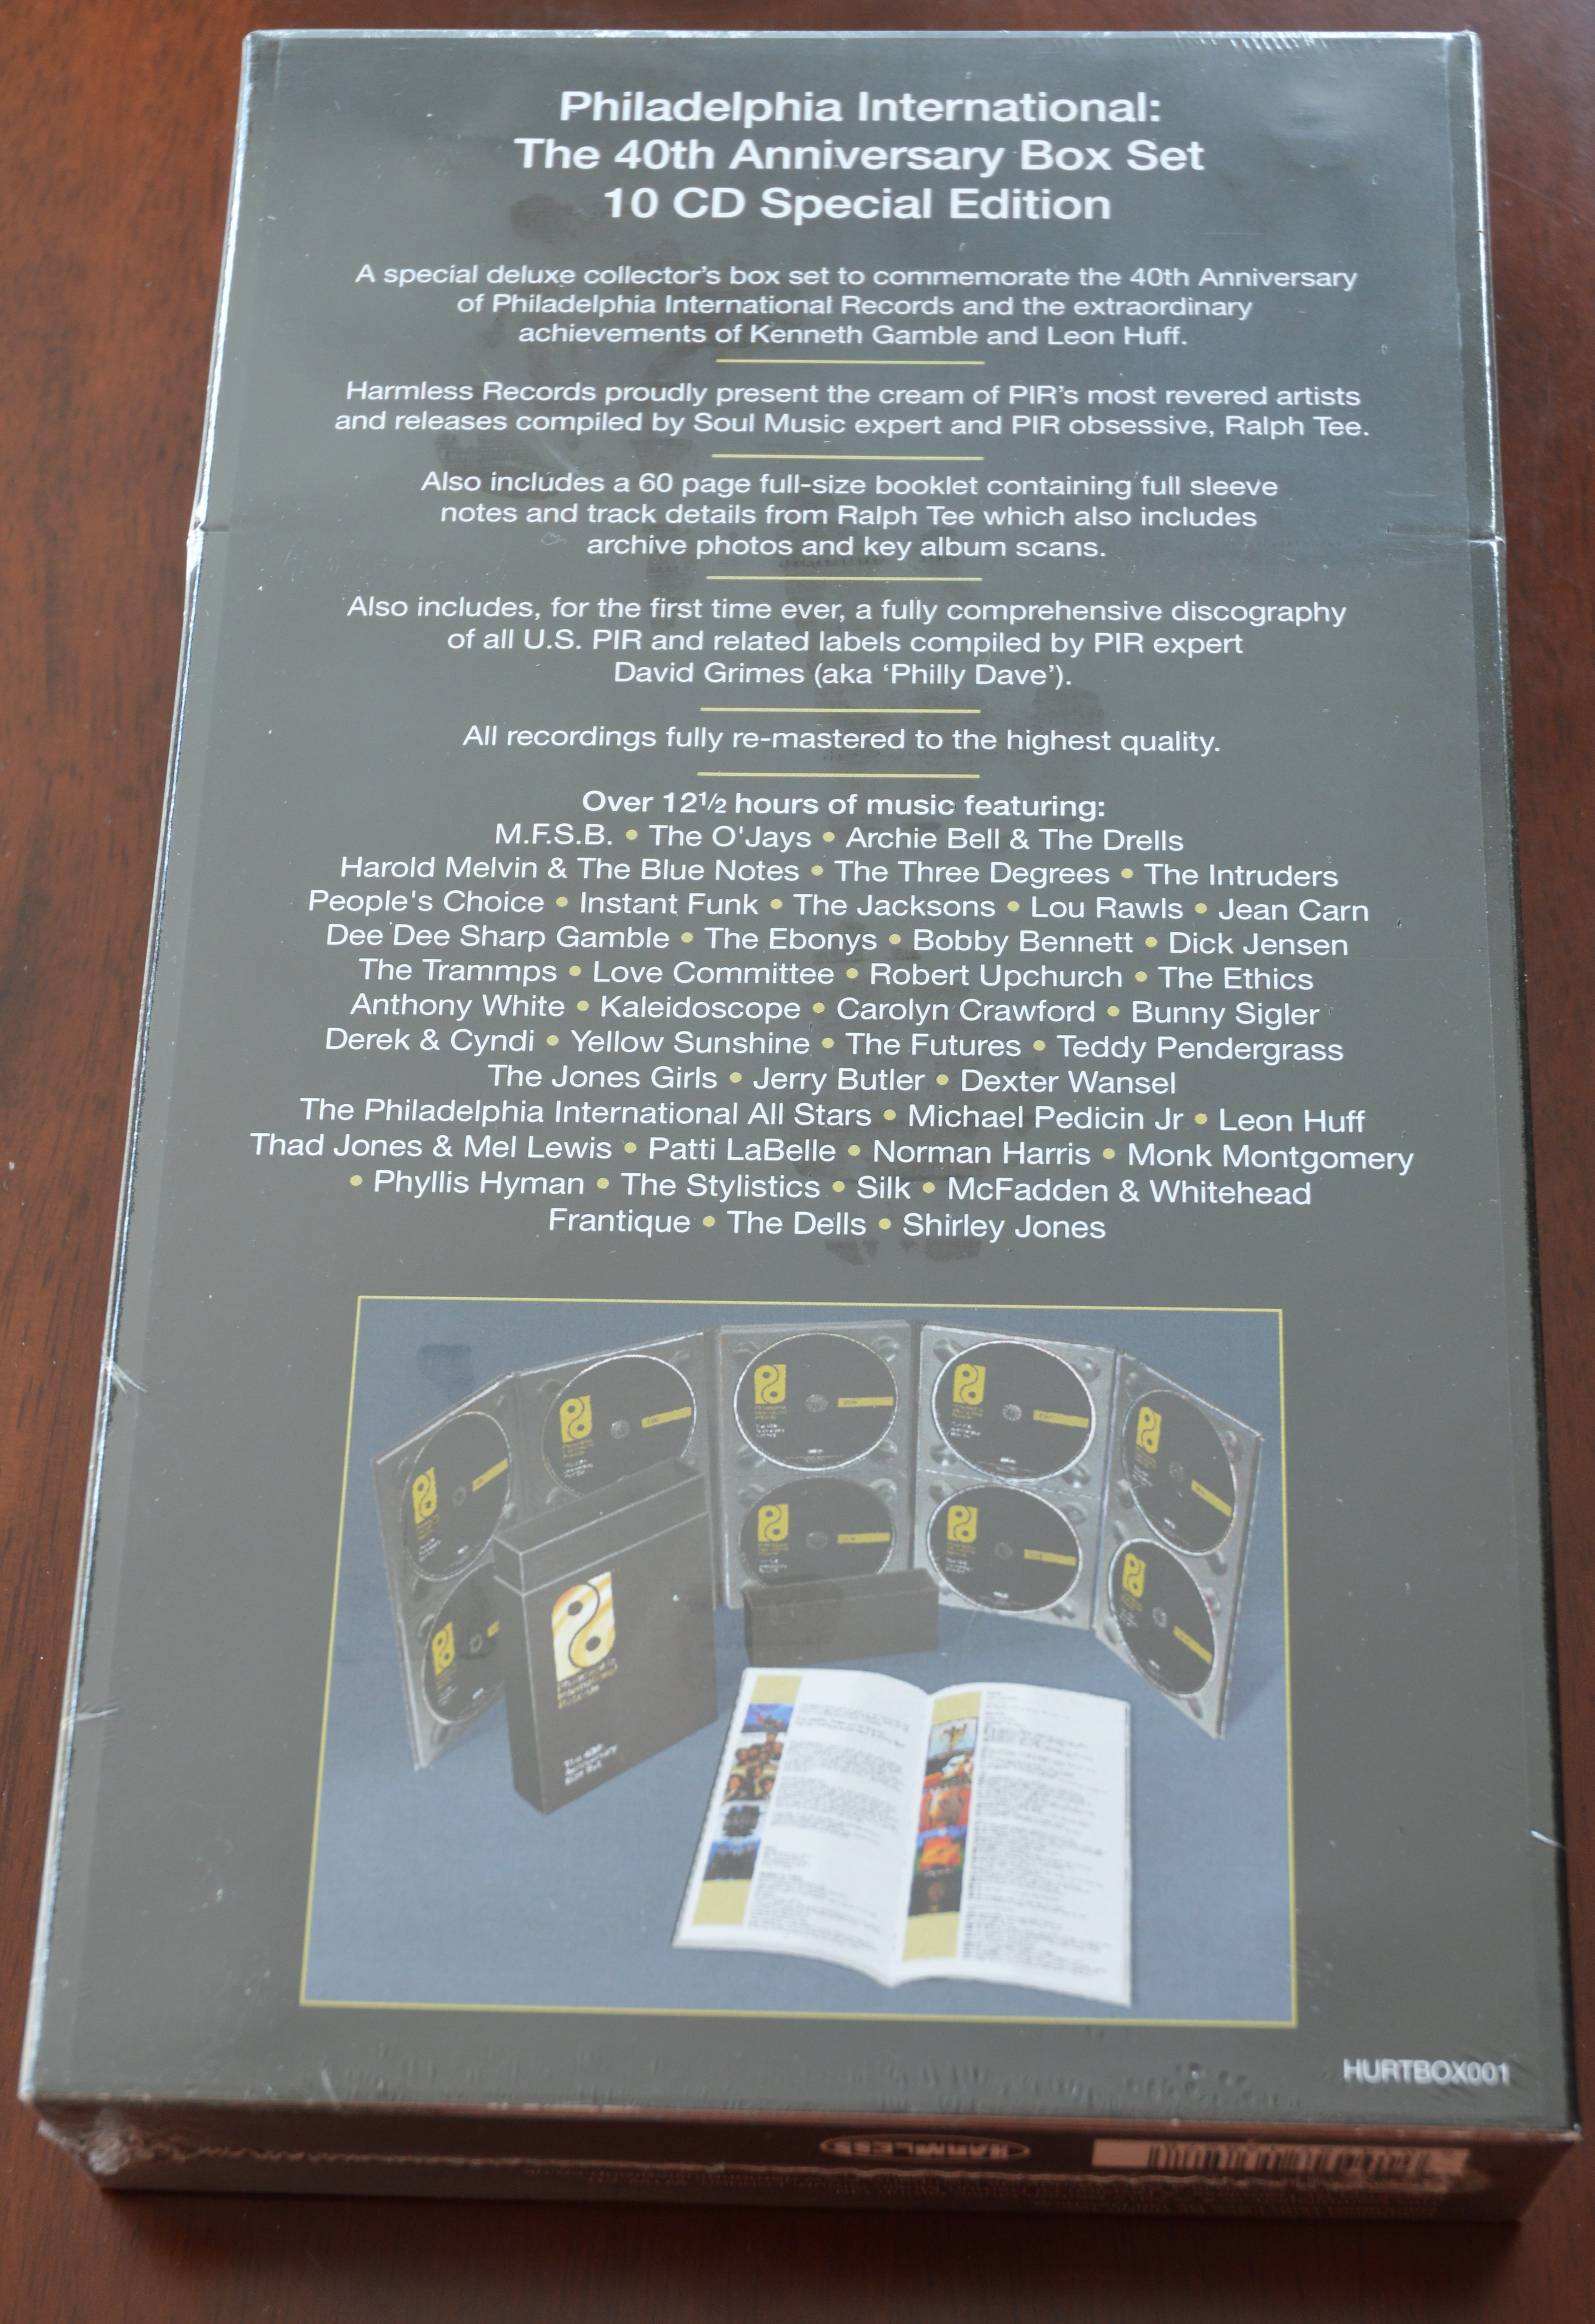 Philadelphia International:
The 40th Anniversary Box Set
10 CD Special Edition
A special deluxe collector's box set to commemorate the 40th Anniversary
of Philadelphia International Records and the extraordinary
achievements of Kenneth Gamble and Leon Huff.
Harmless Records proudly present the cream of PIR's most revered artists
and releases compiled by Soul Music expert and PIR obsessive, Ralph Tee.
Also includes a 60 page full-size booklet containing full sleeve
notes and track details from Ralph Tee which also includes
archive photos and key album scans.
Also includes, for the first time ever, a fully comprehensive discography
of all U.S. PIR and related labels compiled by PIR expert
David Grimes (aka 'Philly Dave').
All recordings fully re-mastered to the highest quality.
Over 12½ hours of music featuring:
M.F.S.B. • The O'Jays • Archie Bell & The Drells
Harold Melvin & The Blue Notes • The Three Degrees • The Intruders
People's Choice • Instant Funk • The Jacksons • Lou Rawls • Jean Carn
Dee Dee Sharp Gamble • The Ebonys • Bobby Bennett • Dick Jensen
The Trammps • Love Committee • Robert Upchurch • The Ethics
Anthony White • Kaleidoscope • Carolyn Crawford • Bunny Sigler
Derek & Cyndi • Yellow Sunshine • The Futures • Teddy Pendergrass
The Jones Girls • Jerry Butler • Dexter Wansel
The Philadelphia International All Stars • Michael Pedicin Jr • Leon Huff
Thad Jones & Mel Lewis • Patti LaBelle • Norman Harris • Monk Montgomery
• Phyllis Hyman • The Stylistics • Silk • McFadden & Whitehead
Frantique • The Dells • Shirley Jones
Philadelphia
International
Records
The 40th
Anniversary
Box Set
HURTBOX001
HARMLESS